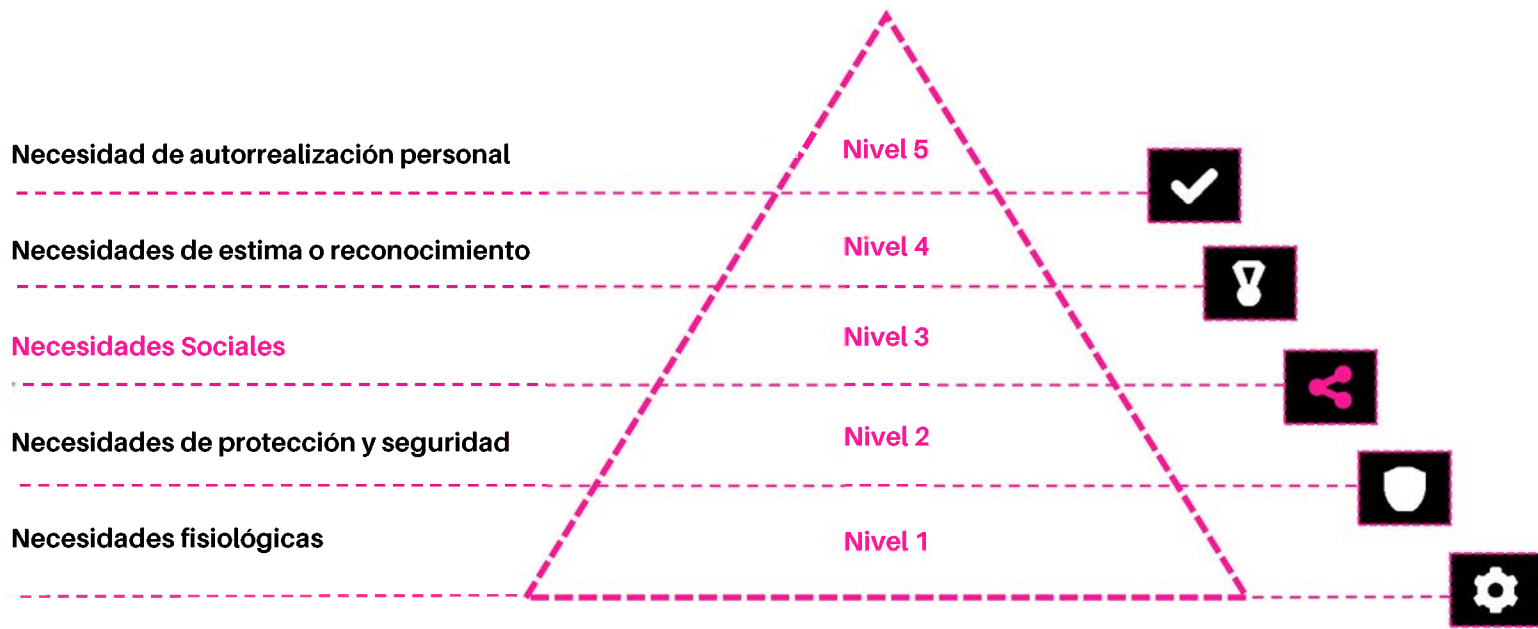 Necesidad de autorrealización personal
Nivel 5
Necesidades de estima o reconocimiento
Nivel 4
Necesidades Sociales
Nivel 3
Necesidades de protección y seguridad
Nivel 2
Necesidades fisiológicas
Nivel 1